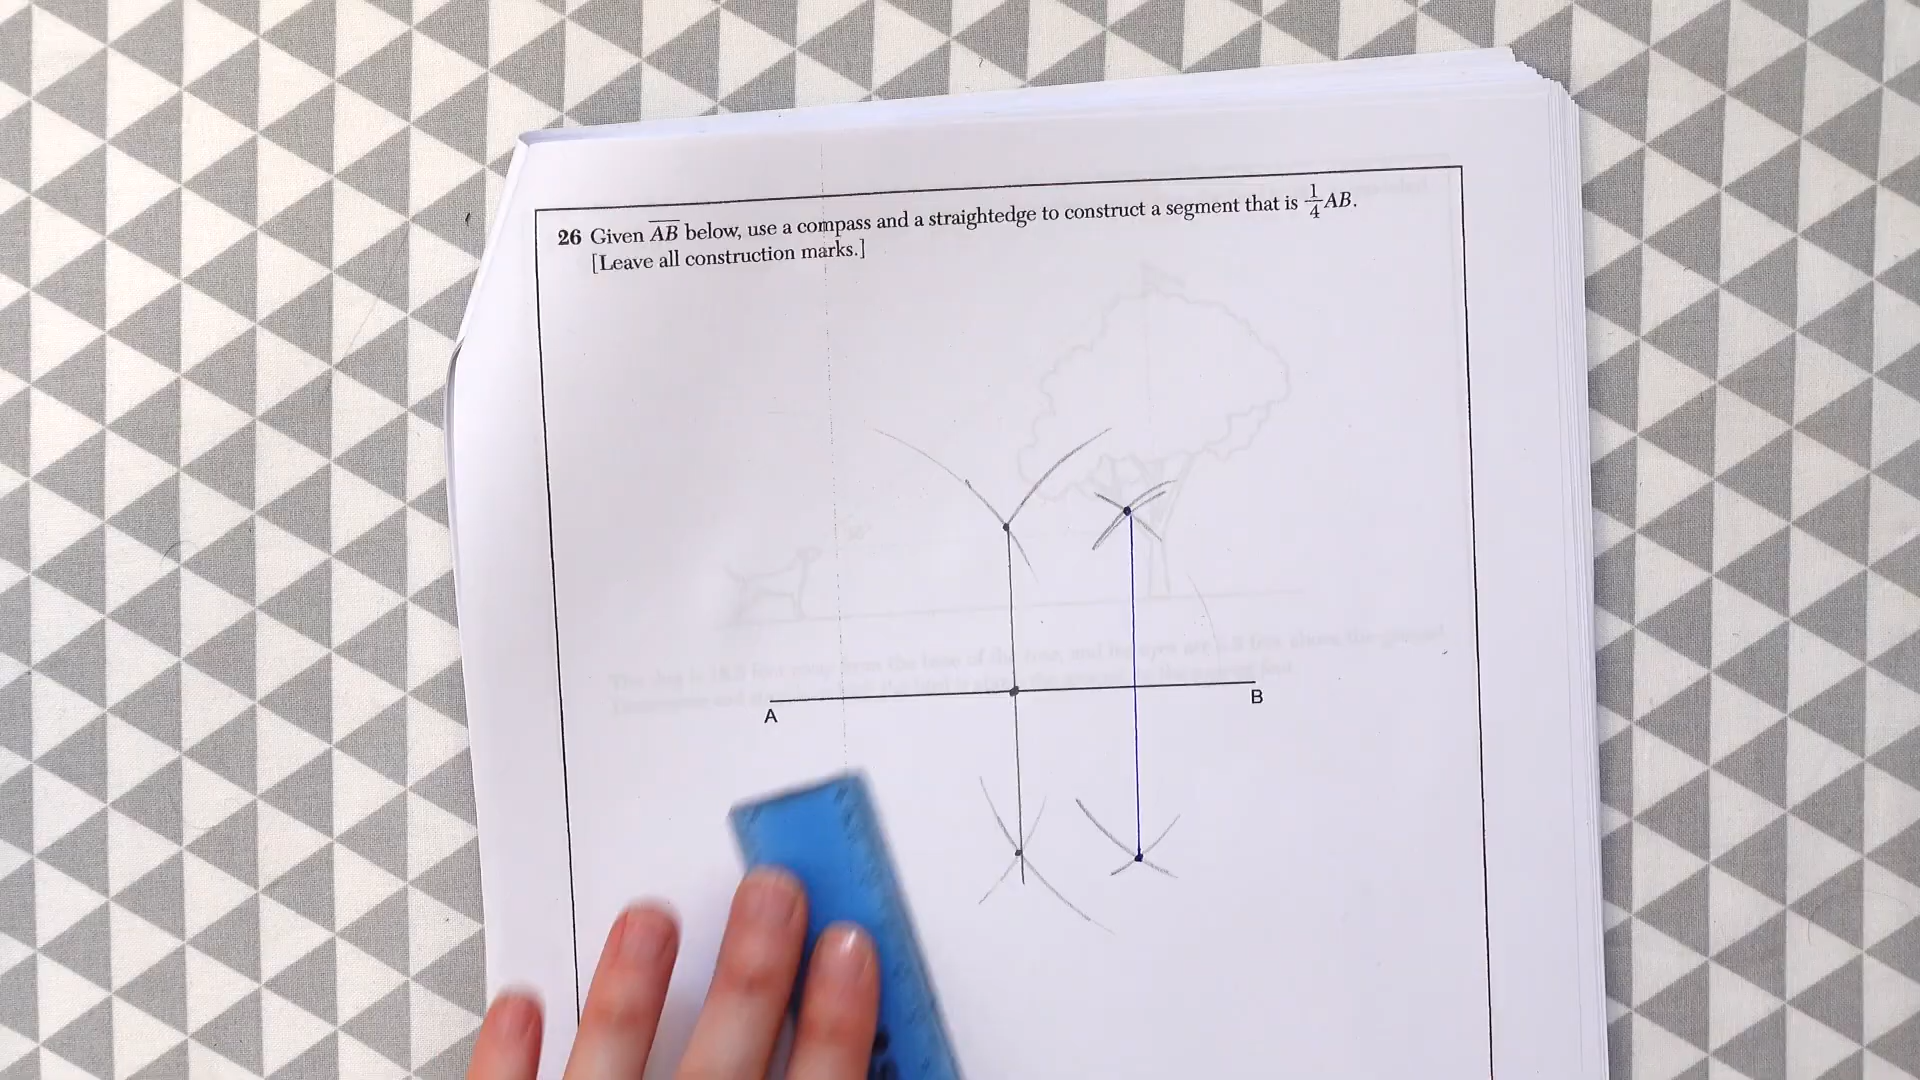 26 Given AB below, use a compass and a straightedge to construct a segment that is 1/4 AB.
[Leave all construction marks.]
A
B